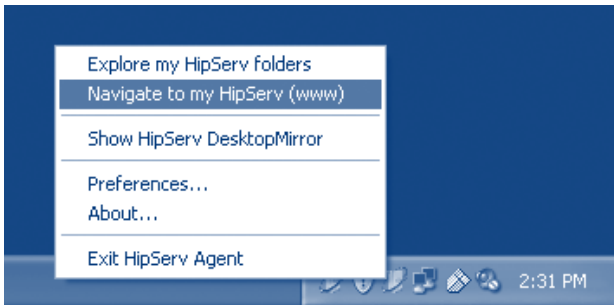 Explore my HipServ folders
Navigate to my HipServ (www)
Show HipServ DesktopMirror
Preferences...
About...
Exit HipServ Agent
2:31 PM